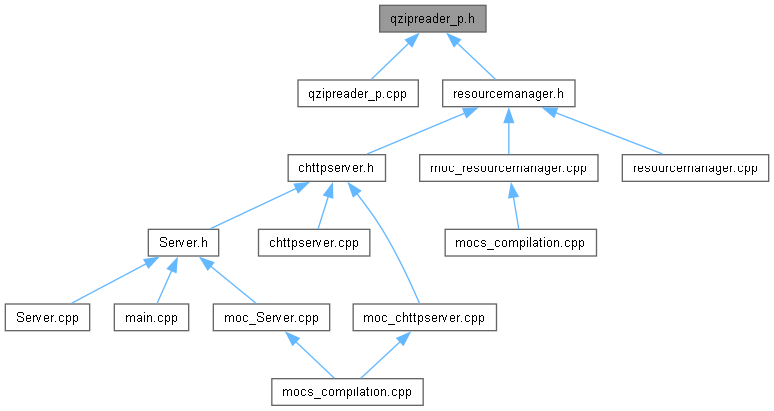 qzipreader_p.h
qzipreader_p.cpp
resourcemanager.h
chttpserver.h
moc_resourcemanager.cpp
resourcemanager.cpp
Server.h
chttpserver.cpp
mocs_compilation.cpp
Server.cpp
main.cpp
moc_Server.cpp
moc_chttpserver.cpp
mocs_compilation.cpp